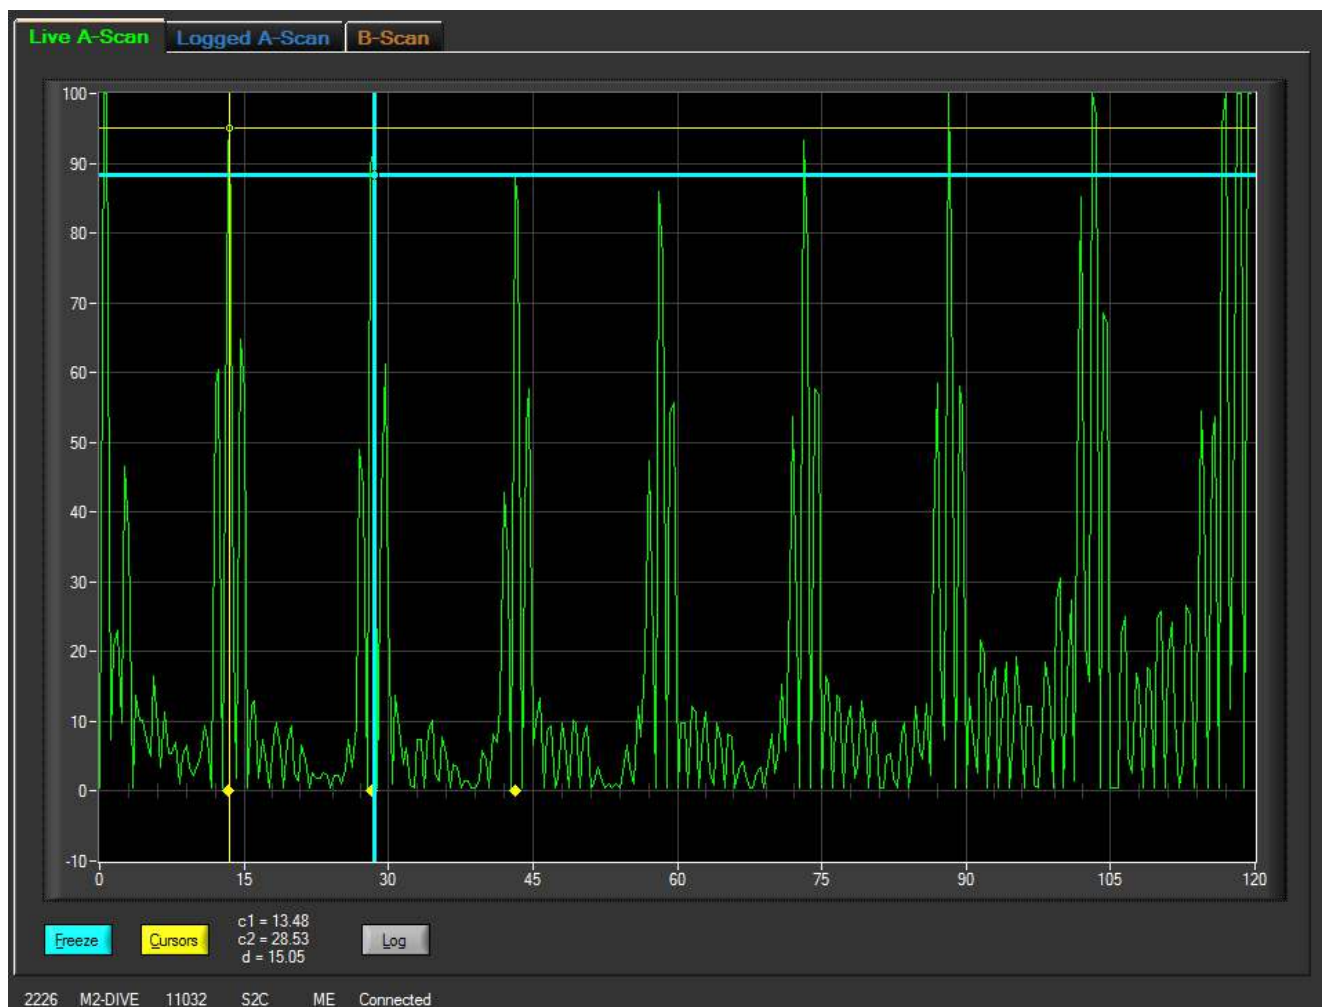 Live A-Scan Logged A-Scan B-Scan
100
90
80
70
60
50
40
30
20
10
0
-10
0 15 30 45 60 75 90 105 120
Freeze Cursors Log
c1 = 13.48
c2 = 28.53
d = 15.05
2226 M2-DIVE 11032 S2C ME Connected